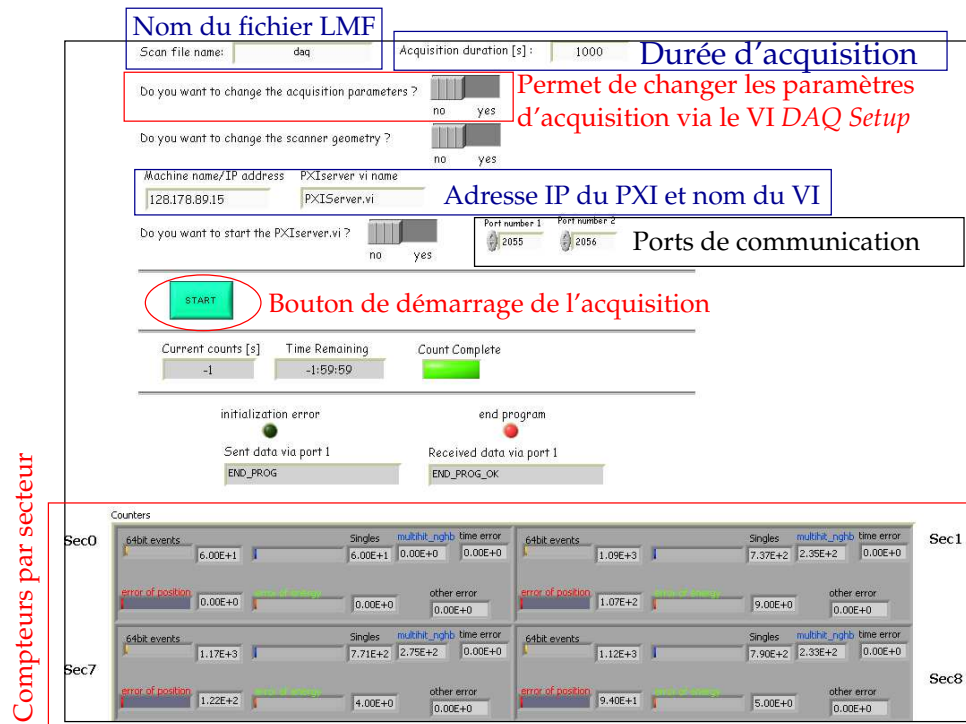 Nom du fichier LMF
Scan file name: daq
Acquisition duration [s] : 1000
Durée d'acquisition
Do you want to change the acquisition parameters ?
no yes
Permet de changer les paramètres
d'acquisition via le VI DAQ Setup
Do you want to change the scanner geometry ?
no yes
Machine name/IP address PXIserver vi name
128.178.89.15 PXIServer.vi
Adresse IP du PXI et nom du VI
Do you want to start the PXIserver.vi ?
no yes
Port number 1 Port number 2
2055 2056
Ports de communication
START
Bouton de démarrage de l'acquisition
Current counts [s] Time Remaining Count Complete
-1 -1:59:59
initialization error end program
Sent data via port 1 Received data via port 1
END_PROG END_PROG_OK
Compteurs par secteur
Counters
Sec0
64bit events Singles multihit_nghb time error
6.00E+1 6.00E+1 0.00E+0 0.00E+0
error of position error of energy other error
0.00E+0 0.00E+0 0.00E+0
Sec1
64bit events Singles multihit_nghb time error
1.09E+3 7.37E+2 2.35E+2 0.00E+0
error of position error of energy other error
1.07E+2 9.00E+0 0.00E+0
Sec7
64bit events Singles multihit_nghb time error
1.17E+3 7.71E+2 2.75E+2 0.00E+0
error of position error of energy other error
1.22E+2 4.00E+0 0.00E+0
Sec8
64bit events Singles multihit_nghb time error
1.12E+3 7.90E+2 2.33E+2 0.00E+0
error of position error of energy other error
9.40E+1 5.00E+0 0.00E+0